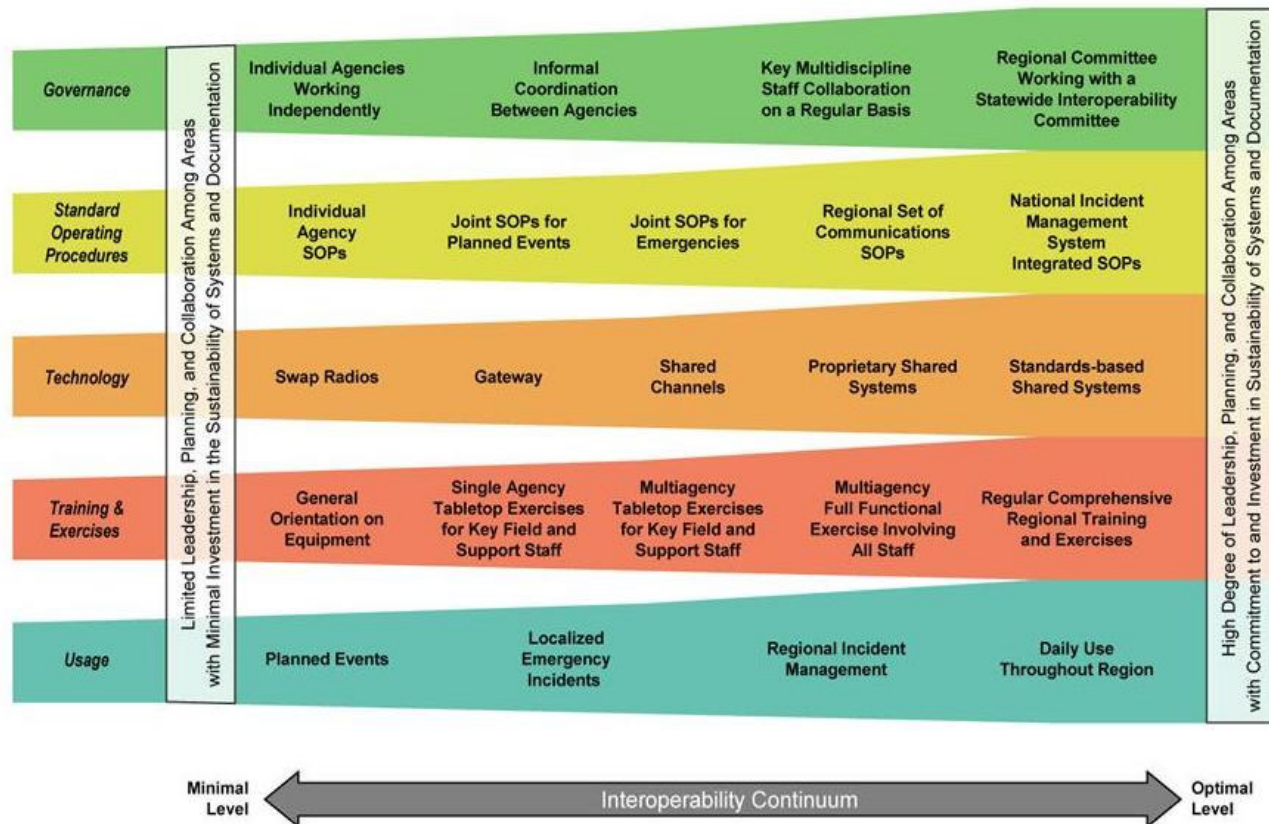 Limited Leadership, Planning, and Collaboration Among Areas
with Minimal Investment in the Sustainability of Systems and Documentation
Governance
Individual Agencies
Working
Independently
Informal
Coordination
Between Agencies
Key Multidiscipline
Staff Collaboration
on a Regular Basis
Regional Committee
Working with a
Statewide Interoperability
Committee
Standard
Operating
Procedures
Individual
Agency
SOPs
Joint SOPs for
Planned Events
Joint SOPs for
Emergencies
Regional Set of
Communications
SOPs
National Incident
Management
System
Integrated SOPs
Technology
Swap Radios
Gateway
Shared
Channels
Proprietary Shared
Systems
Standards-based
Shared Systems
Training &
Exercises
General
Orientation on
Equipment
Single Agency
Tabletop Exercises
for Key Field and
Support Staff
Multiagency
Tabletop Exercises
for Key Field and
Support Staff
Multiagency
Full Functional
Exercise Involving
All Staff
Regular Comprehensive
Regional Training
and Exercises
Usage
Planned Events
Localized
Emergency
Incidents
Regional Incident
Management
Daily Use
Throughout Region
High Degree of Leadership, Planning, and Collaboration Among Areas
with Commitment to and Investment in Sustainability of Systems and Documentation
Minimal
Level
Interoperability Continuum
Optimal
Level